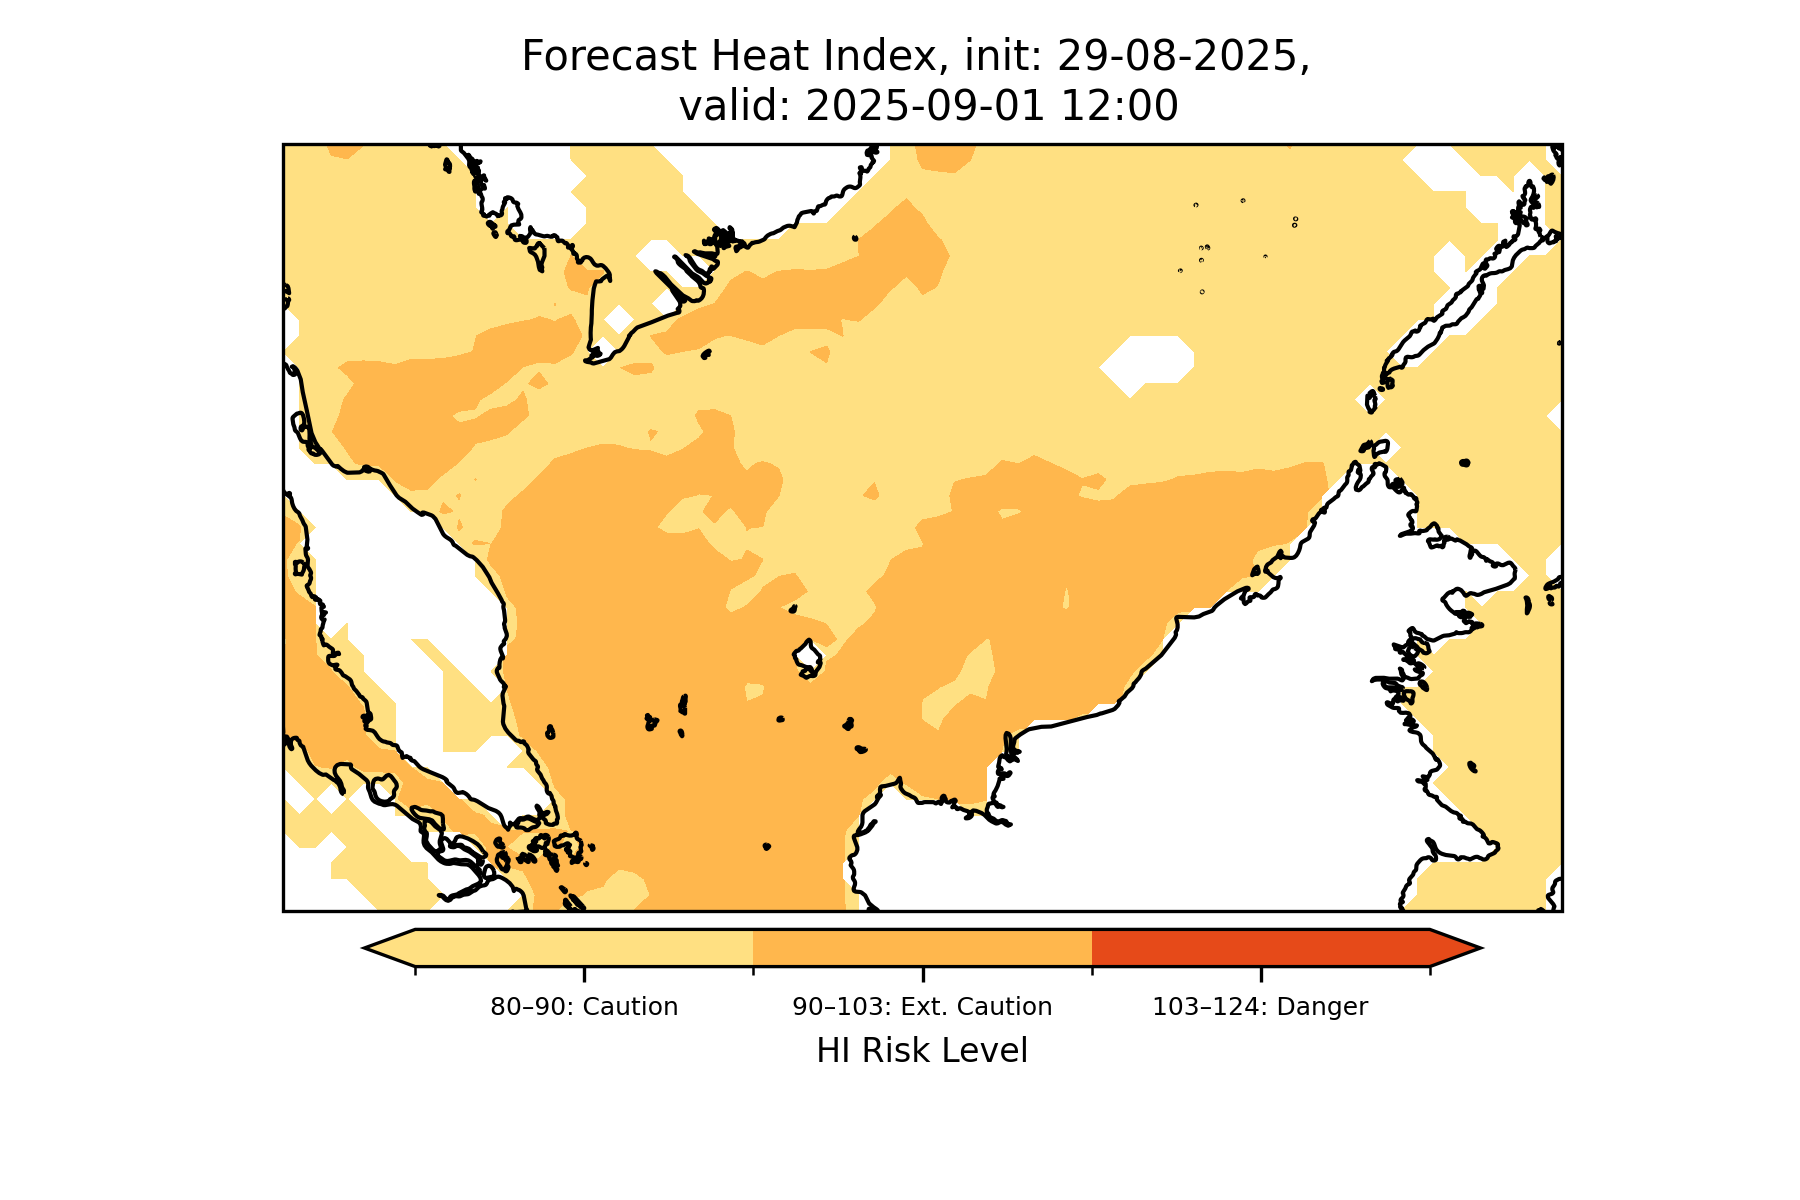 Forecast Heat Index, init: 29-08-2025,
valid: 2025-09-01 12:00
80–90: Caution
90–103: Ext. Caution
103–124: Danger
HI Risk Level